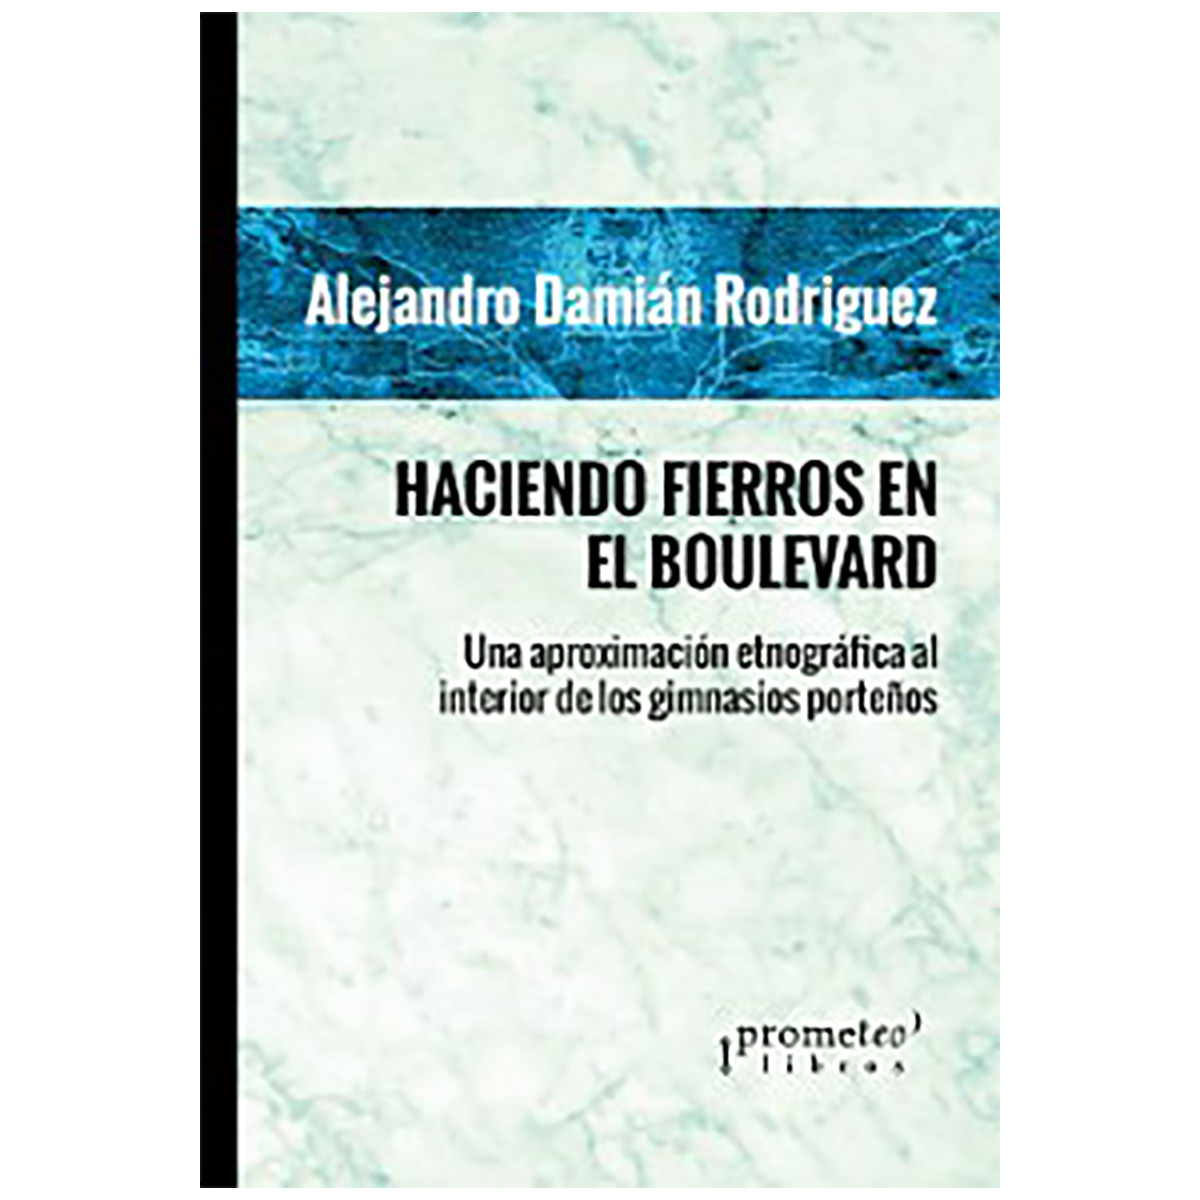 Alejandro Damián Rodriguez
HACIENDO FIERROS EN
EL BOULEVARD
Una aproximación etnográfica al
interior de los gimnasios porteños
prometeo
libros